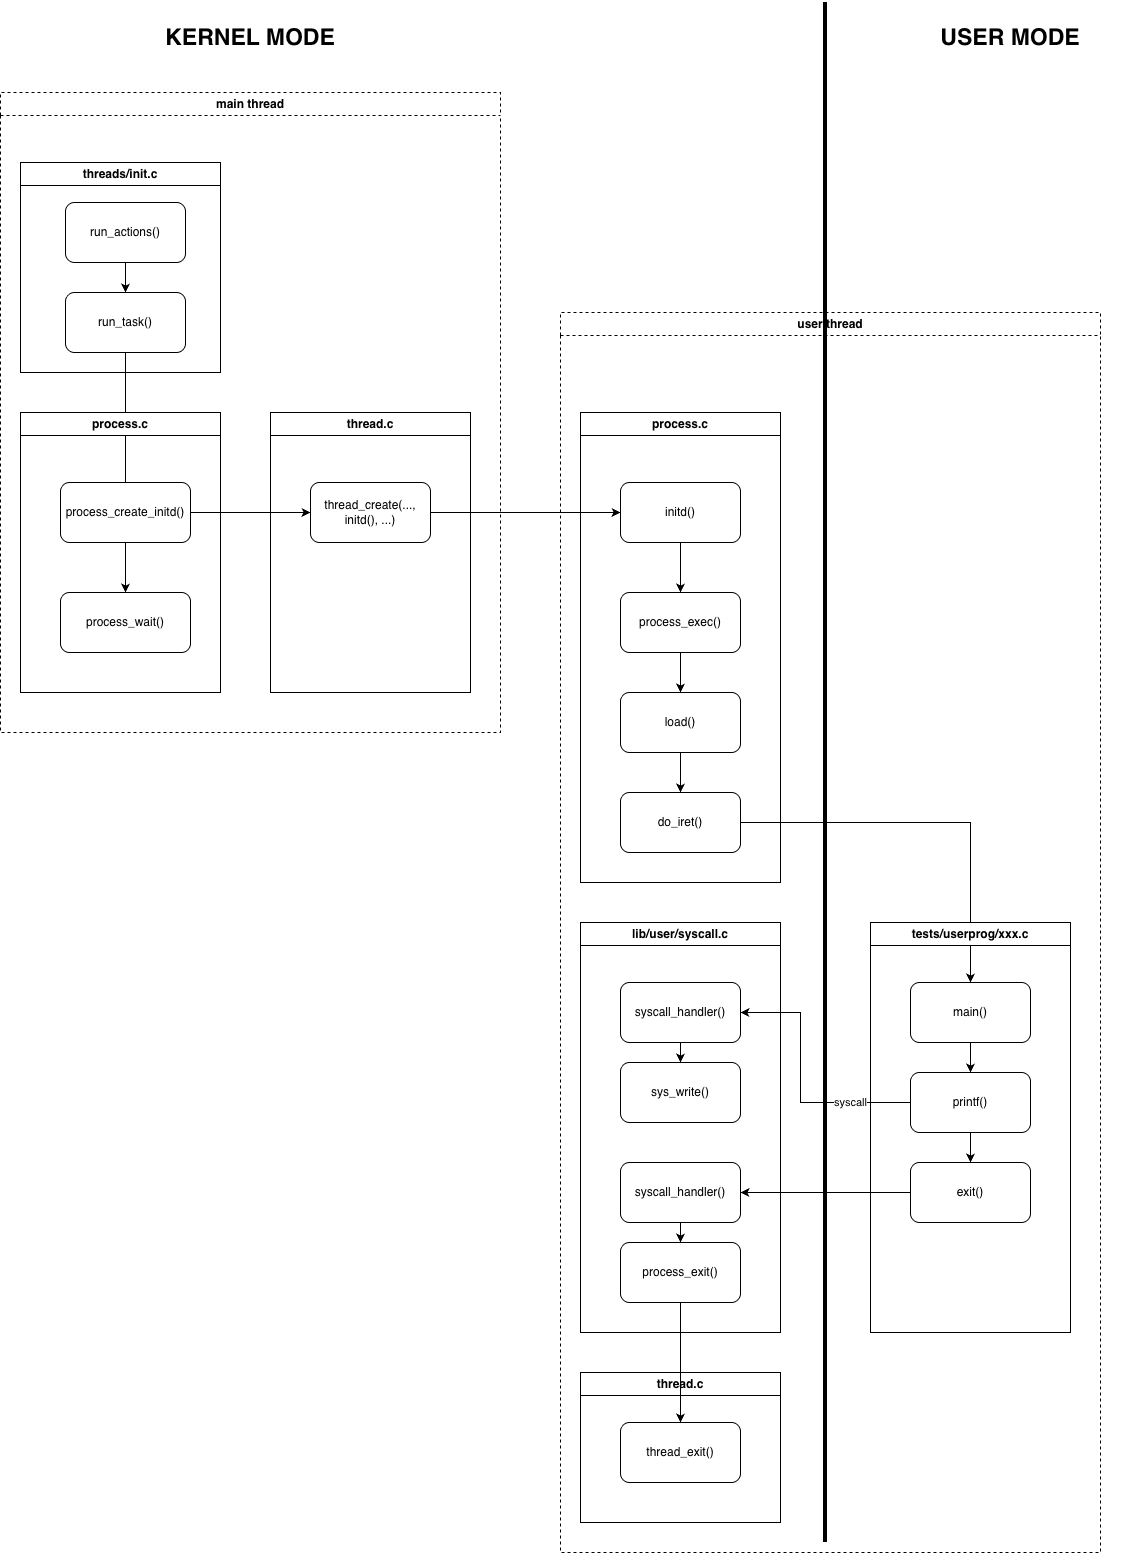 KERNEL MODE
USER MODE
main thread
threads/init.c
run_actions()
run_task()
process.c
process_create_initd()
process_wait()
thread.c
thread_create(...,
initd(), ...)
user thread
process.c
initd()
process_exec()
load()
do_iret()
lib/user/syscall.c
syscall_handler()
sys_write()
syscall_handler()
process_exit()
thread.c
thread_exit()
tests/userprog/xxx.c
main()
printf()
syscall
exit()